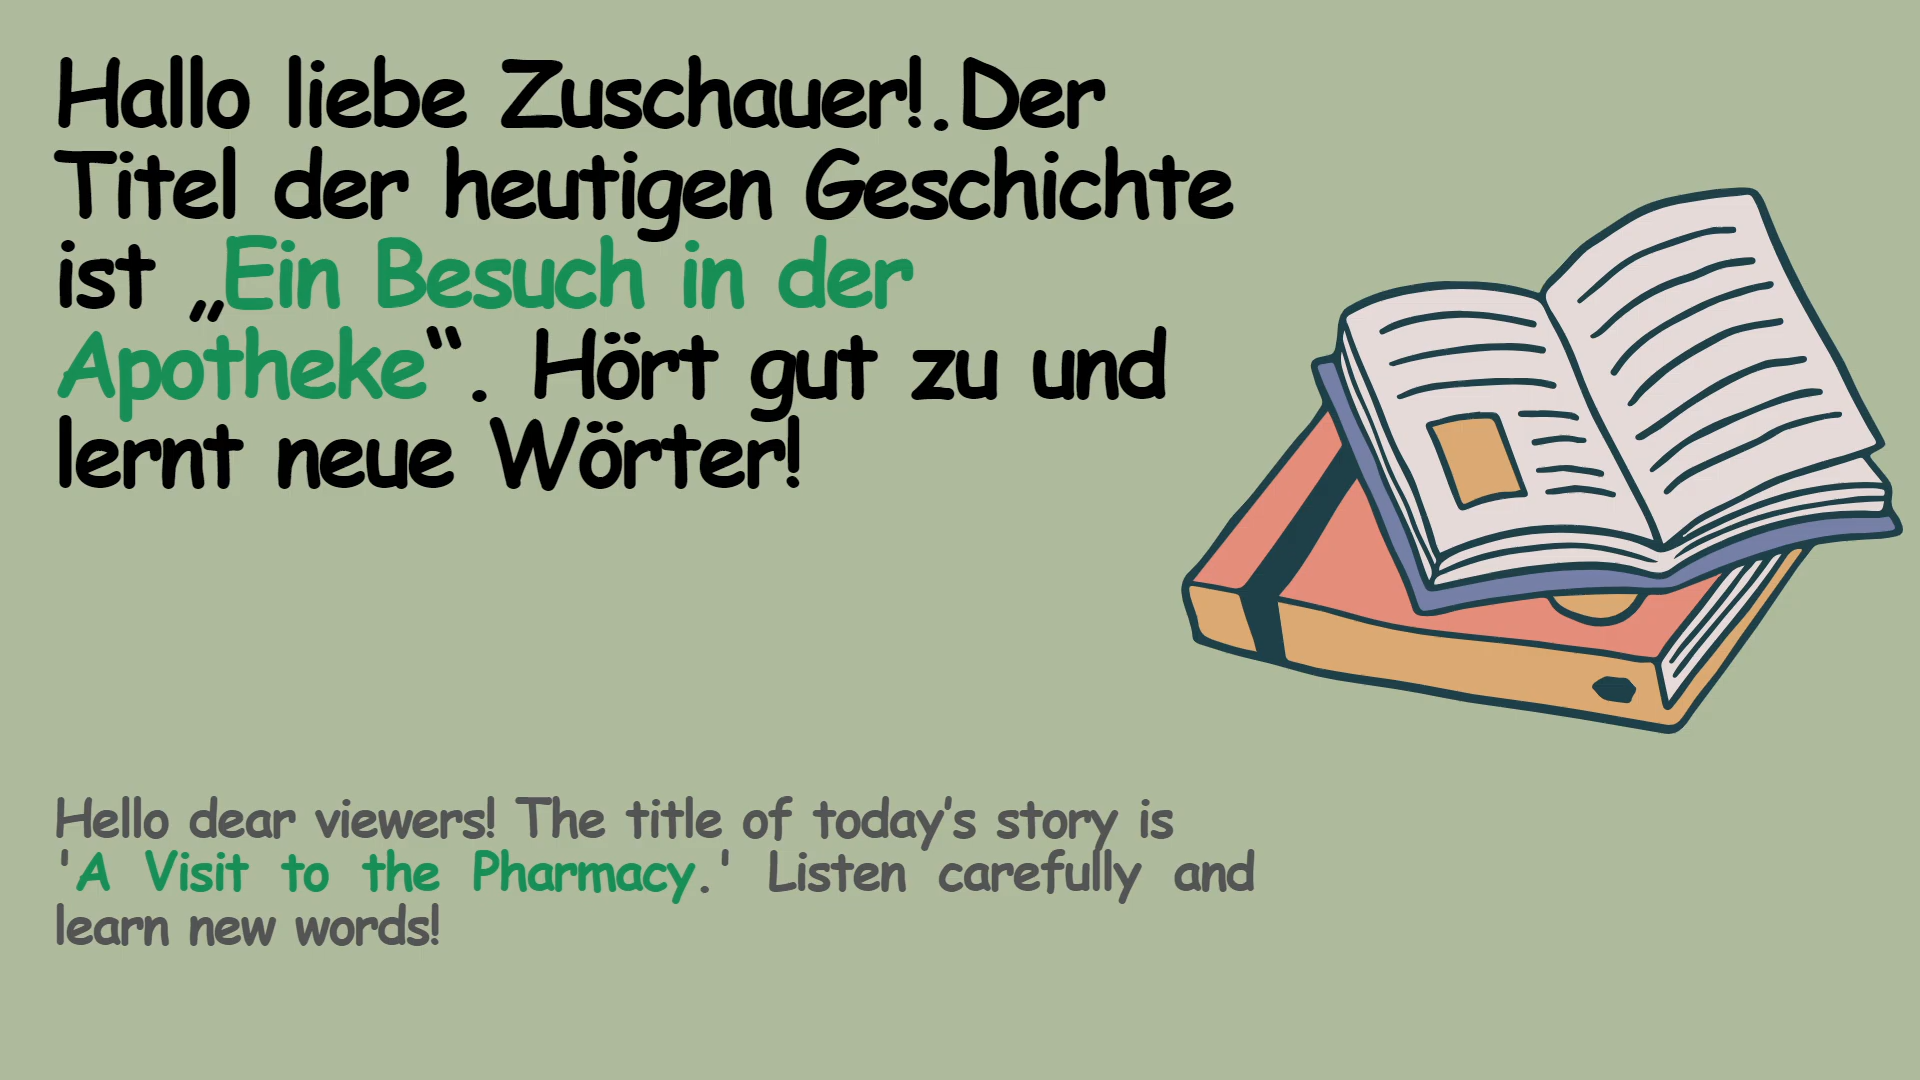 Hallo liebe Zuschauer!.Der
Titel der heutigen Geschichte
ist „Ein Besuch in der
Apotheke“. Hört gut zu und
lernt neue Wörter!
Hello dear viewers! The title of today's story is
'A Visit to the Pharmacy.' Listen carefully and
learn new words!